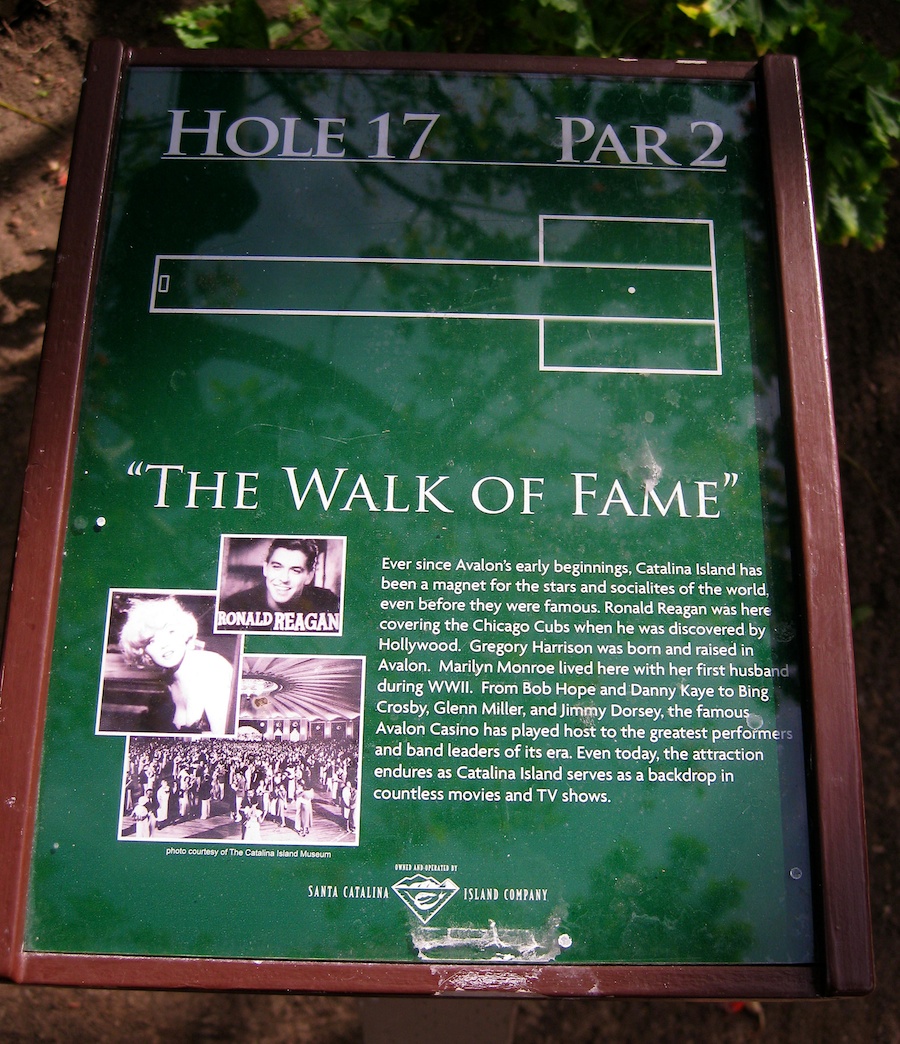 HOLE 17 PAR 2
"THE WALK OF FAME"
RONALD REAGAN
Ever since Avalon's early beginnings, Catalina Island has
been a magnet for the stars and socialites of the world,
even before they were famous. Ronald Reagan was here
covering the Chicago Cubs when he was discovered by
Hollywood. Gregory Harrison was born and raised in
Avalon. Marilyn Monroe lived here with her first husband
during WWII. From Bob Hope and Danny Kaye to Bing
Crosby, Glenn Miller, and Jimmy Dorsey, the famous
Avalon Casino has played host to the greatest performers
and band leaders of its era. Even today, the attraction
endures as Catalina Island serves as a backdrop in
countless movies and TV shows.
photo courtesy of The Catalina Island Museum
OWNED AND OPERATED BY
SANTA CATALINA ISLAND COMPANY